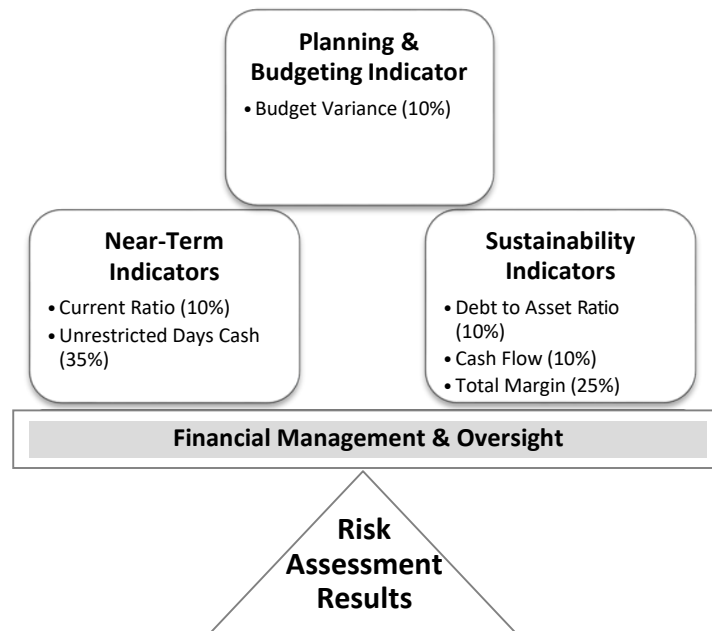 Planning &
Budgeting Indicator
• Budget Variance (10%)
Near-Term
Indicators
• Current Ratio (10%)
• Unrestricted Days Cash
(35%)
Sustainability
Indicators
• Debt to Asset Ratio
(10%)
• Cash Flow (10%)
• Total Margin (25%)
Financial Management & Oversight
Risk
Assessment
Results